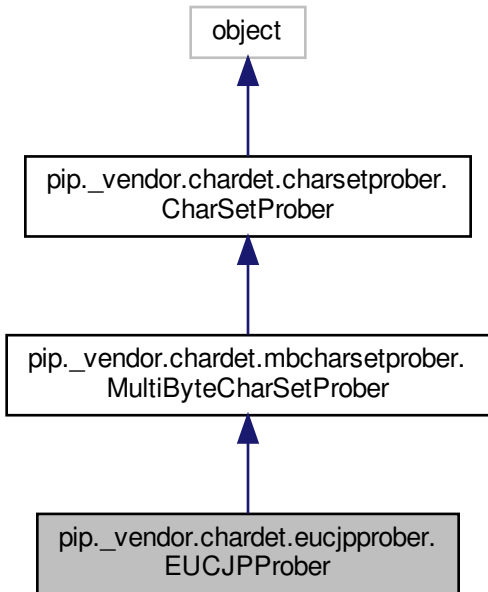 object
pip._vendor.chardet.charsetprober.
CharSetProber
pip._vendor.chardet.mbcharsetprober.
MultiByteCharSetProber
pip._vendor.chardet.eucjpprober.
EUCJPProber